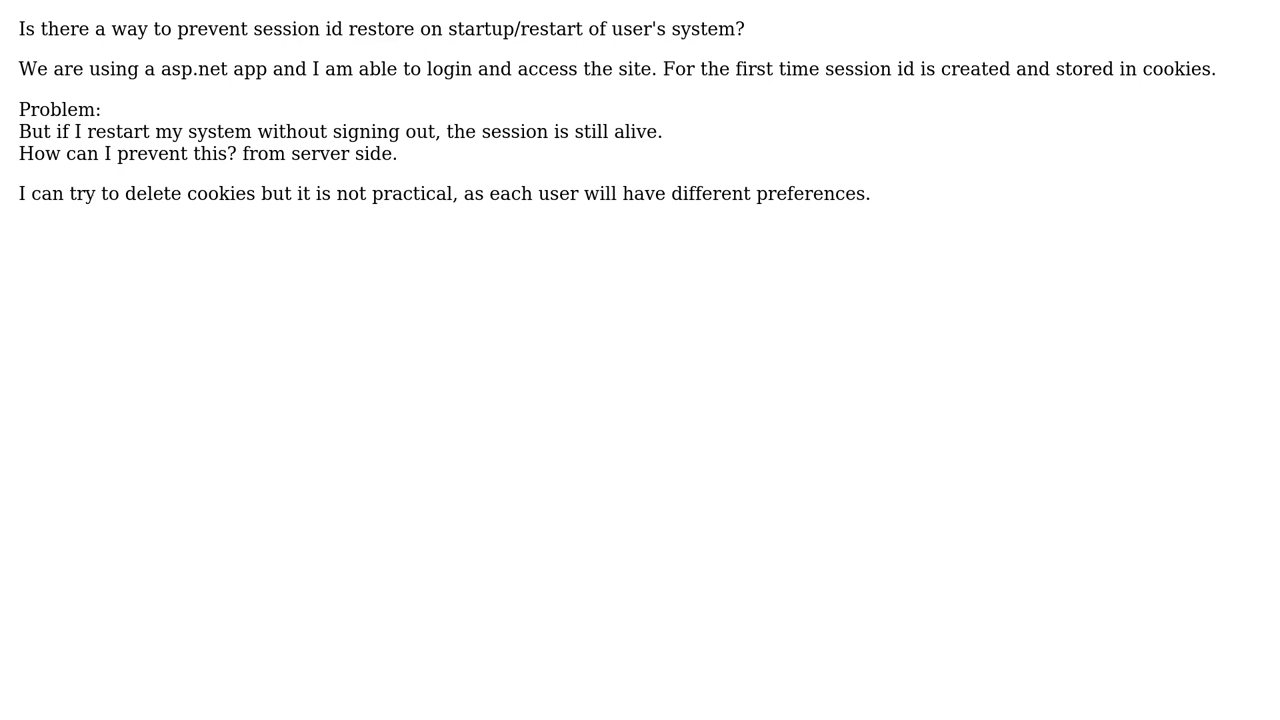 Is there a way to prevent session id restore on startup/restart of user's system?
We are using a asp.net app and I am able to login and access the site. For the first time session id is created and stored in cookies.
Problem:
But if I restart my system without signing out, the session is still alive.
How can I prevent this? from server side.
I can try to delete cookies but it is not practical, as each user will have different preferences.